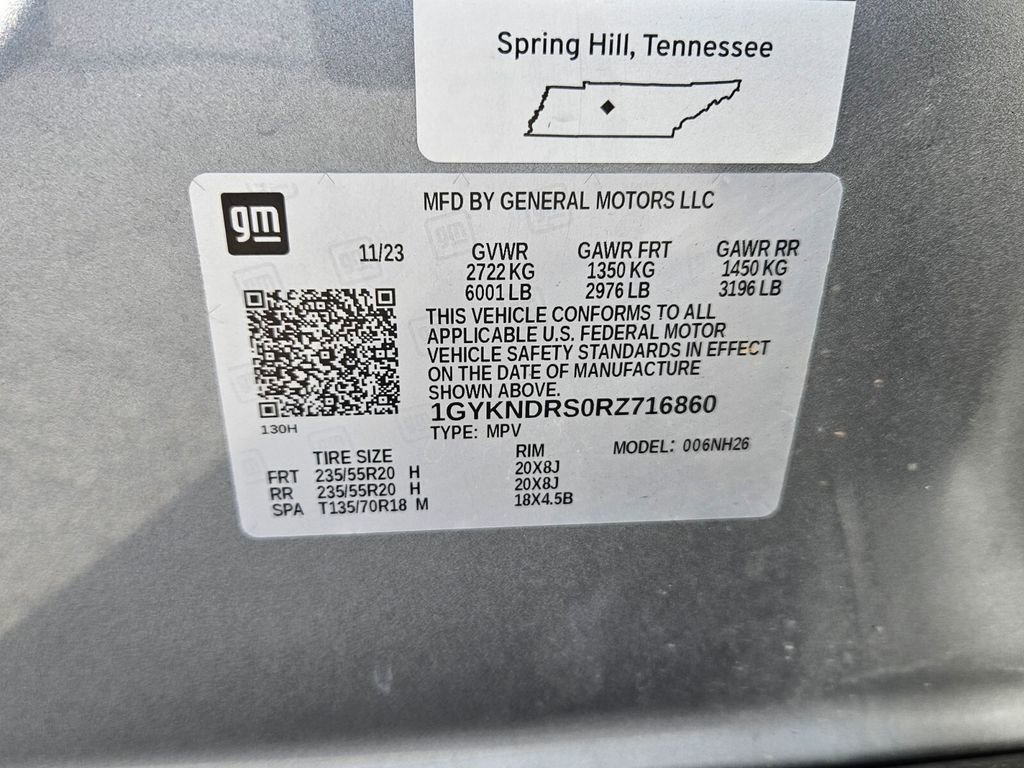 Spring Hill, Tennessee
gm
MFD BY GENERAL MOTORS LLC
11/23
GVWR GAWR FRT GAWR RR
2722 KG 1350 KG 1450 KG
6001 LB 2976 LB 3196 LB
THIS VEHICLE CONFORMS TO ALL
APPLICABLE U.S. FEDERAL MOTOR
VEHICLE SAFETY STANDARDS IN EFFECT
ON THE DATE OF MANUFACTURE
SHOWN ABOVE.
1GYKNDRS0RZ716860
130H
TYPE: MPV
MODEL: 006NH26
TIRE SIZE RIM
FRT 235/55R20 H 20X8J
RR 235/55R20 H 20X8J
SPA T135/70R18 M 18X4.5B